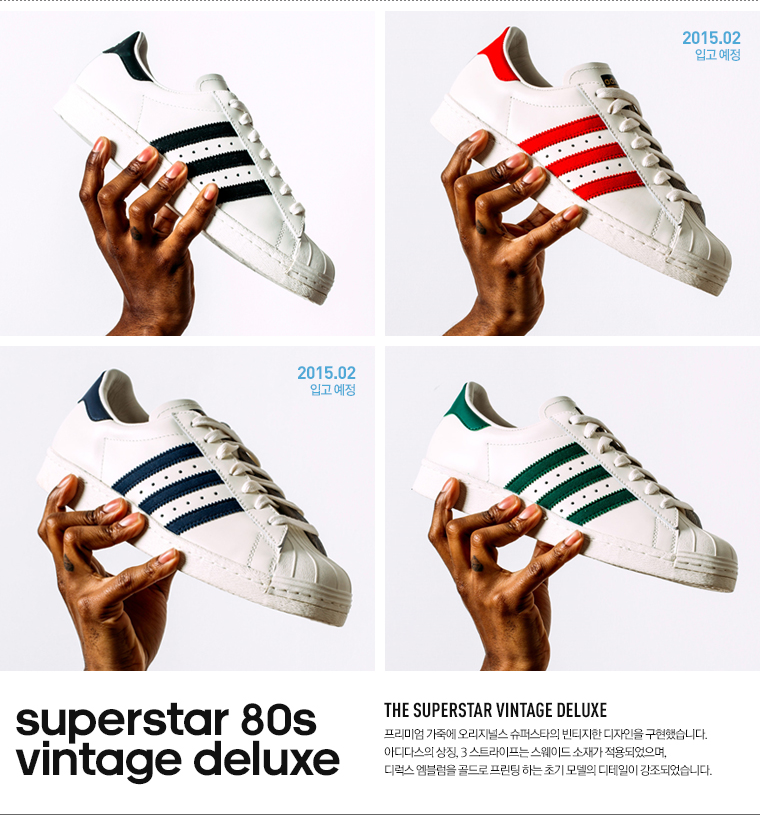 2015.02
입고 예정
2015.02
입고 예정
superstar 80s
vintage deluxe
THE SUPERSTAR VINTAGE DELUXE
프리미엄 가죽에 오리지널스 슈퍼스타의 빈티지한 디자인을 구현했습니다.
아디다스의 상징, 3 스트라이프는 스웨이드 소재가 적용되었으며,
디럭스 엠블럼을 골드로 프린팅 하는 초기 모델의 디테일이 강조되었습니다.